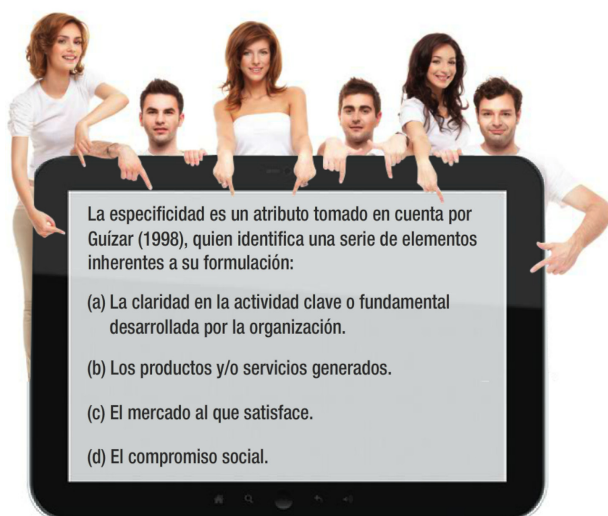 La especificidad es un atributo tomado en cuenta por
Guízar (1998), quien identifica una serie de elementos
inherentes a su formulación:
(a) La claridad en la actividad clave o fundamental
desarrollada por la organización.
(b) Los productos y/o servicios generados.
(c) El mercado al que satisface.
(d) El compromiso social.